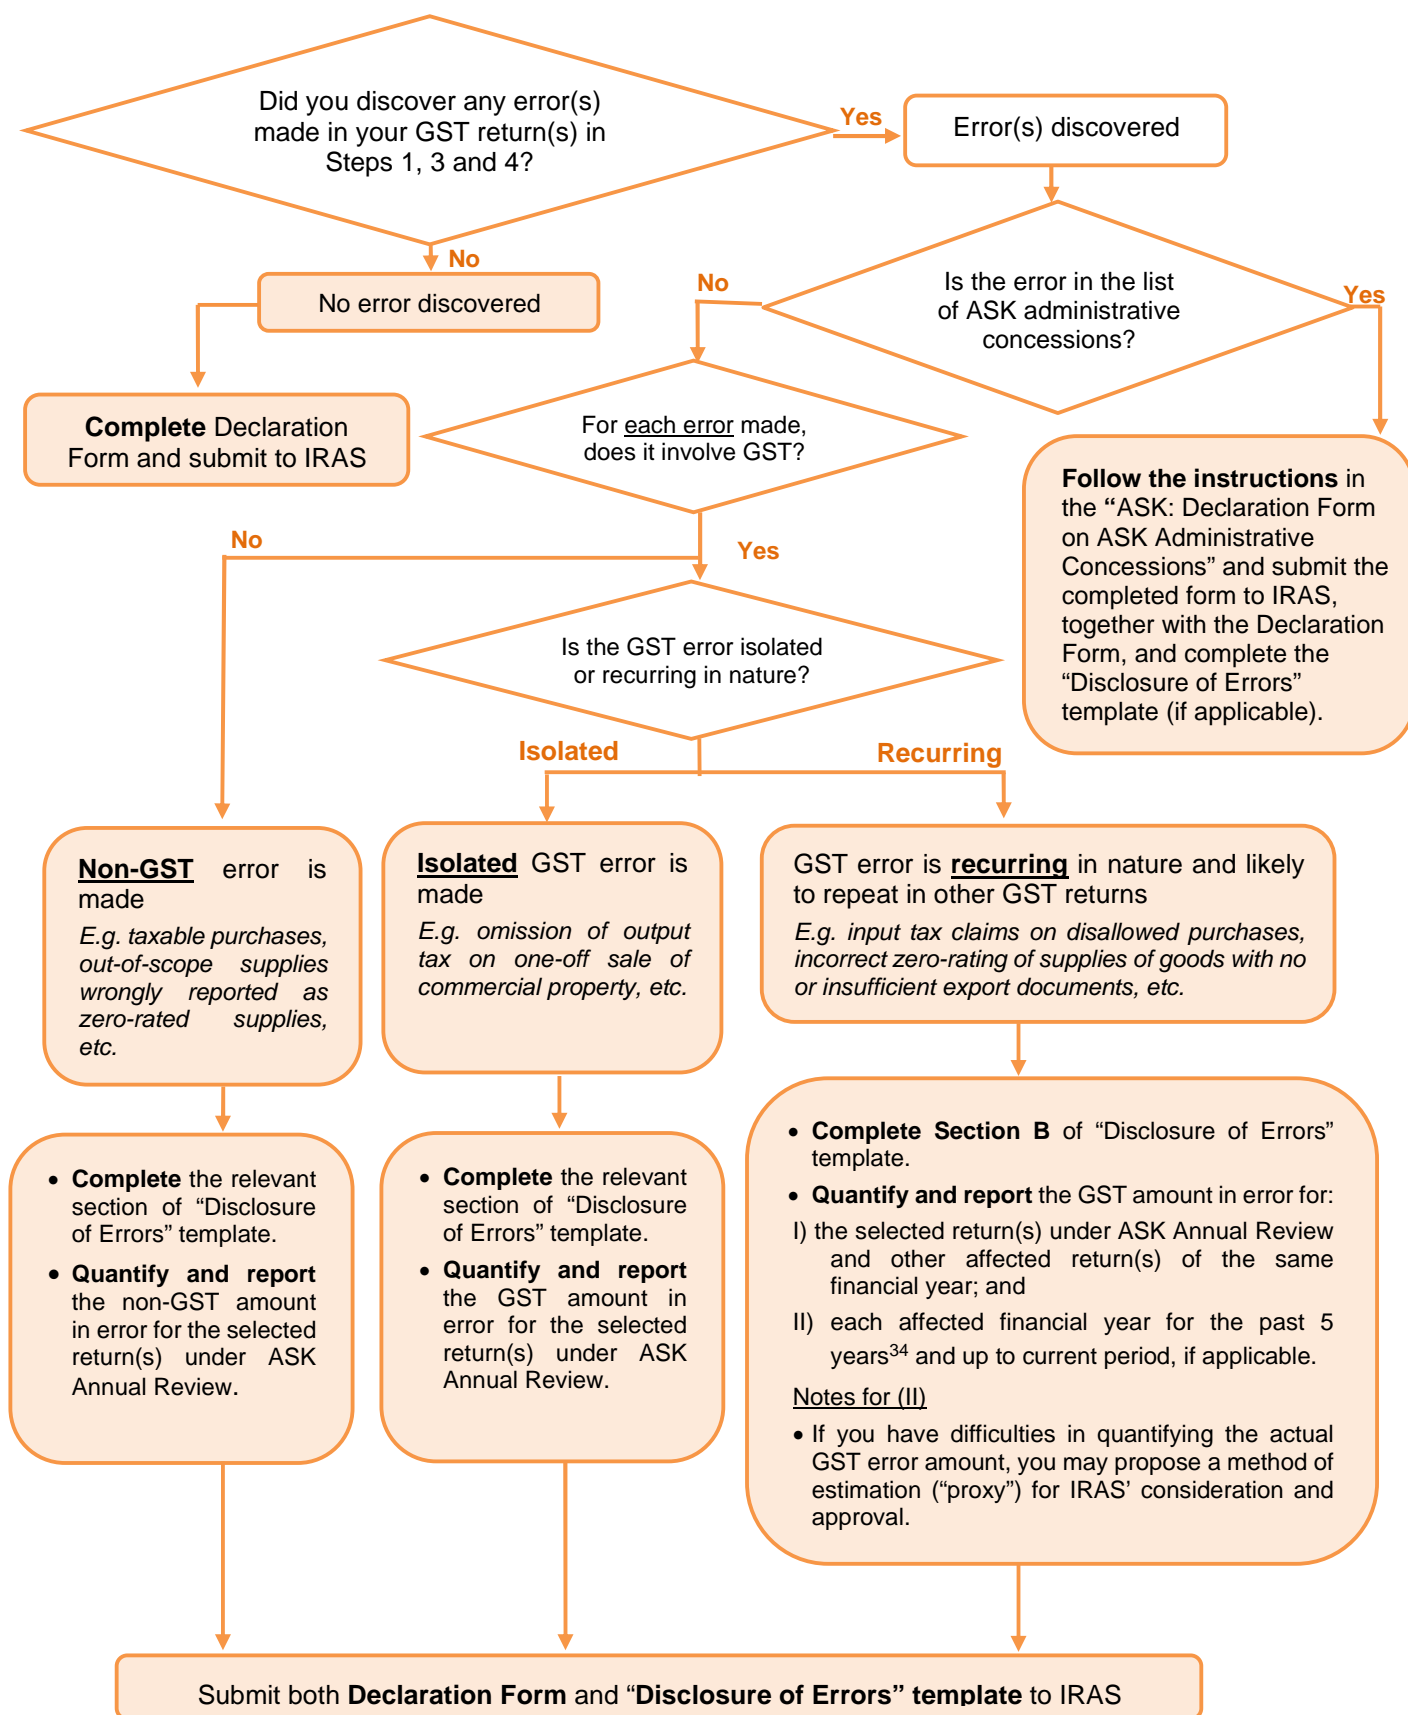 Did you discover any error(s)
made in your GST return(s) in
Steps 1, 3 and 4?
Yes
Error(s) discovered
No
No error discovered
Complete Declaration
Form and submit to IRAS
Is the error in the list
of ASK administrative
concessions?
No
Yes
For each error made,
does it involve GST?
Follow the instructions in
the “ASK: Declaration Form
on ASK Administrative
Concessions” and submit the
completed form to IRAS,
together with the Declaration
Form, and complete the
“Disclosure of Errors”
template (if applicable).
No
Yes
Is the GST error isolated
or recurring in nature?
Isolated
Recurring
Non-GST error is
made
E.g. taxable purchases,
out-of-scope supplies
wrongly reported as
zero-rated supplies,
etc.
Isolated GST error is
made
E.g. omission of output
tax on one-off sale of
commercial property, etc.
GST error is recurring in nature and likely
to repeat in other GST returns
E.g. input tax claims on disallowed purchases,
incorrect zero-rating of supplies of goods with no
or insufficient export documents, etc.
• Complete the relevant
section of “Disclosure
of Errors” template.
• Quantify and report
the non-GST amount
in error for the selected
return(s) under ASK
Annual Review.
• Complete the relevant
section of “Disclosure
of Errors” template.
• Quantify and report
the GST amount in
error for the selected
return(s) under ASK
Annual Review.
• Complete Section B of “Disclosure of Errors”
template.
• Quantify and report the GST amount in error for:
I) the selected return(s) under ASK Annual Review
and other affected return(s) of the same
financial year; and
II) each affected financial year for the past 5
years34 and up to current period, if applicable.
Notes for (II)
• If you have difficulties in quantifying the actual
GST error amount, you may propose a method of
estimation (“proxy”) for IRAS’ consideration and
approval.
Submit both Declaration Form and “Disclosure of Errors” template to IRAS